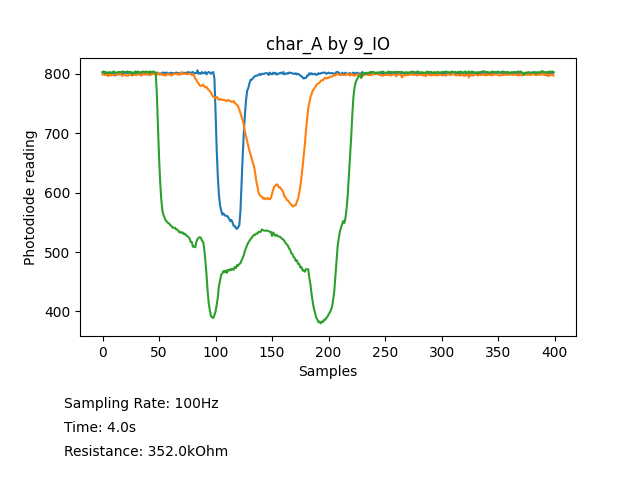 char_A by 9_IO
Photodiode reading
800
700
600
500
400
0 50 100 150 200 250 300 350 400
Samples
Sampling Rate: 100Hz
Time: 4.0s
Resistance: 352.0kOhm